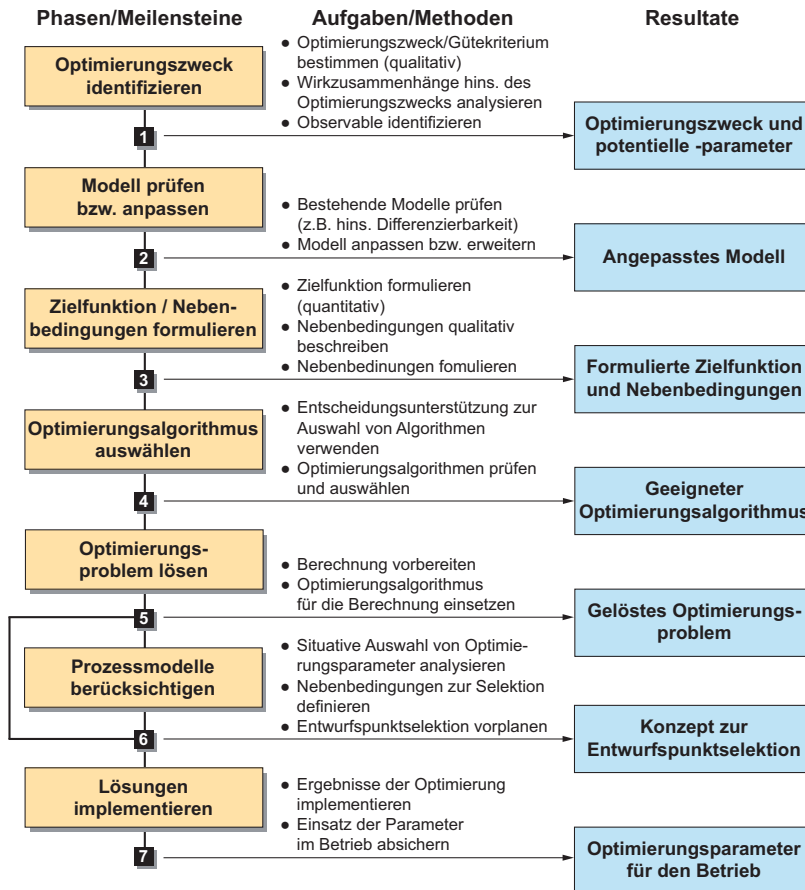 Phasen/Meilensteine
Aufgaben/Methoden
Resultate
Optimierungszweck
identifizieren
● Optimierungszweck/Gütekriterium
bestimmen (qualitativ)
● Wirkzusammenhänge hins. des
Optimierungszwecks analysieren
● Observable identifizieren
1
Optimierungszweck und
potentielle -parameter
Modell prüfen
bzw. anpassen
● Bestehende Modelle prüfen
(z.B. hins. Differenzierbarkeit)
● Modell anpassen bzw. erweitern
2
Angepasstes Modell
Zielfunktion / Neben-
bedingungen formulieren
● Zielfunktion formulieren
(quantitativ)
● Nebenbedingungen qualitativ
beschreiben
● Nebenbedinungen fomulieren
3
Formulierte Zielfunktion
und Nebenbedingungen
Optimierungsalgorithmus
auswählen
● Entscheidungsunterstützung zur
Auswahl von Algorithmen
verwenden
● Optimierungsalgorithmen prüfen
und auswählen
4
Geeigneter
Optimierungsalgorithmus
Optimierungs-
problem lösen
● Berechnung vorbereiten
● Optimierungsalgorithmus
für die Berechnung einsetzen
5
Gelöstes Optimierungs-
problem
Prozessmodelle
berücksichtigen
● Situative Auswahl von Optimie-
rungsparameter analysieren
● Nebenbedingungen zur Selektion
definieren
● Entwurfspunktselektion vorplanen
6
Konzept zur
Entwurfspunktselektion
Lösungen
implementieren
● Ergebnisse der Optimierung
implementieren
● Einsatz der Parameter
im Betrieb absichern
7
Optimierungsparameter
für den Betrieb